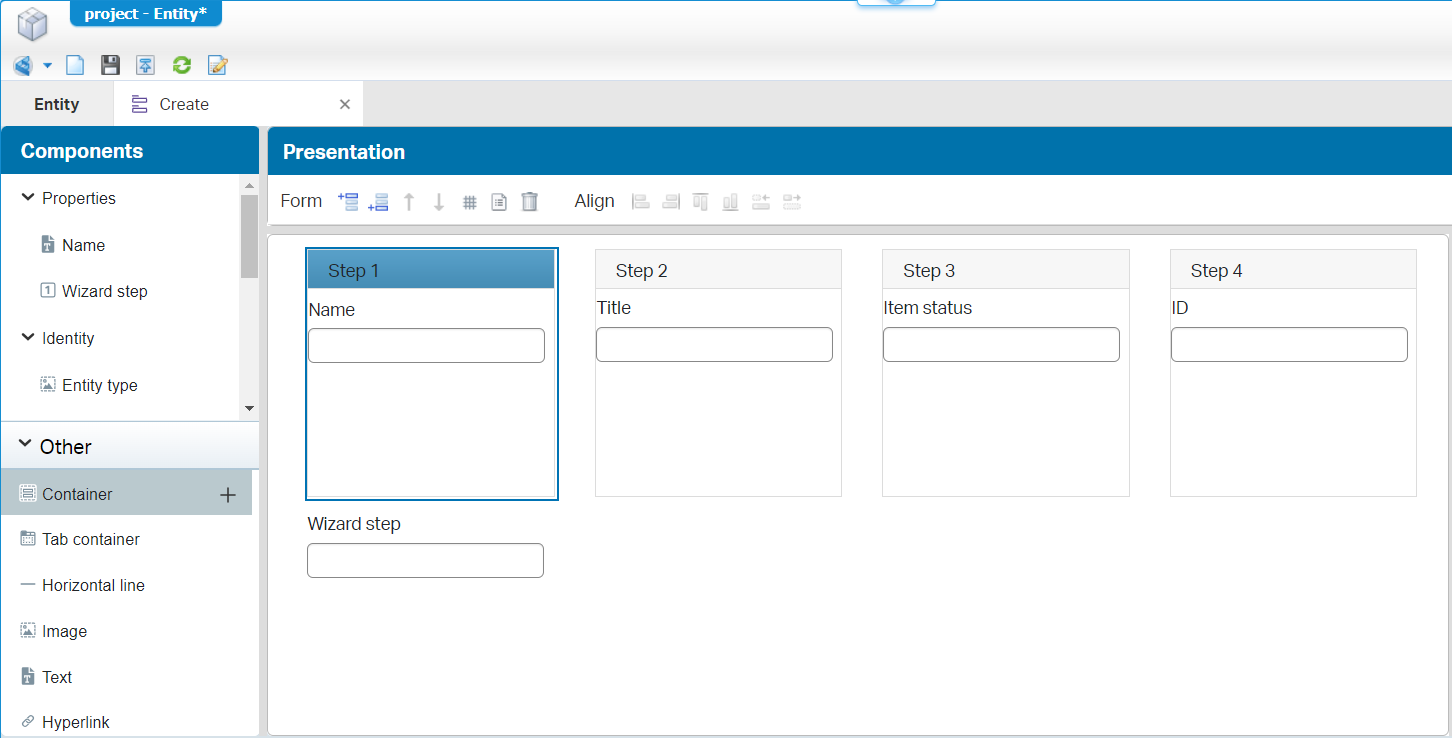 project - Entity*
Entity
Create
Components
Properties
Name
1 Wizard step
Identity
Entity type
Other
Container
Tab container
Horizontal line
Image
Text
Hyperlink
Presentation
Form
Align
Step 1
Name
Step 2
Title
Step 3
Item status
Step 4
ID
Wizard step